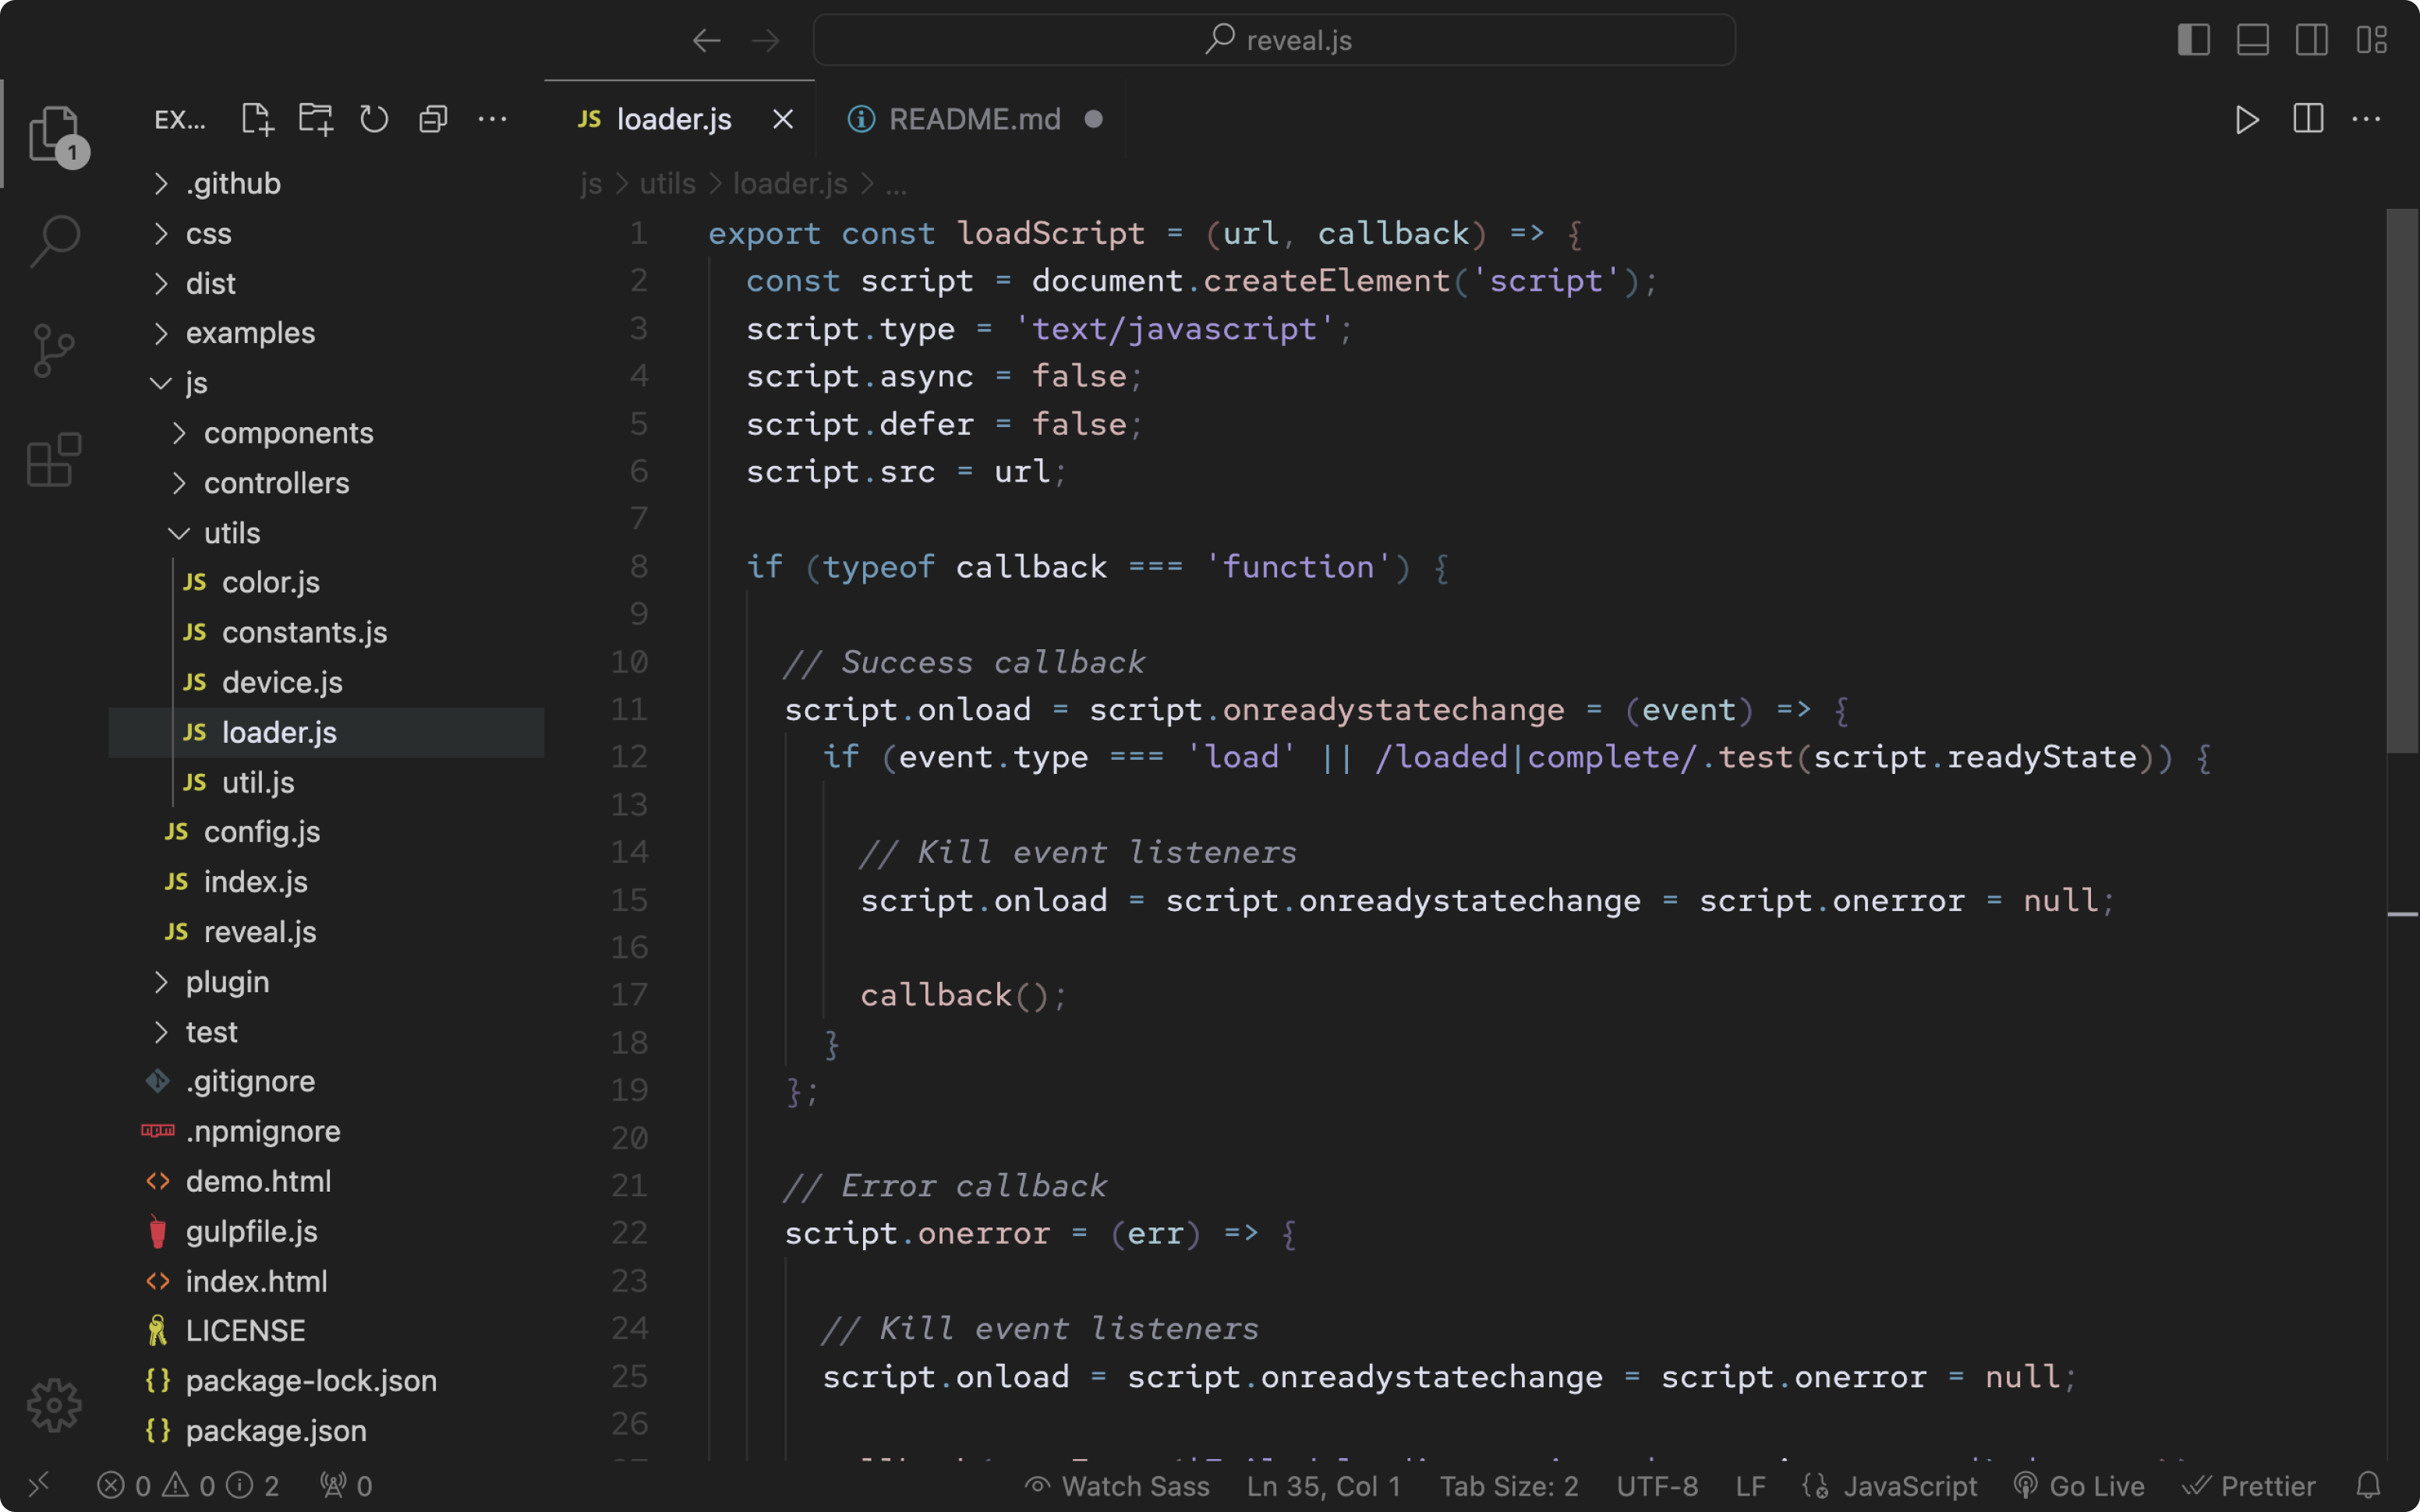 reveal.js
EX...
1
.github
css
dist
examples
js
components
controllers
utils
JS color.js
JS constants.js
JS device.js
JS loader.js
JS util.js
JS config.js
JS index.js
JS reveal.js
plugin
test
.gitignore
npm .npmignore
<> demo.html
gulpfile.js
<> index.html
LICENSE
{} package-lock.json
{} package.json
JS loader.js
README.md
js > utils > loader.js > ...
1 export const loadScript = (url, callback) => {
2 const script = document.createElement('script');
3 script.type = 'text/javascript';
4 script.async = false;
5 script.defer = false;
6 script.src = url;
7
8 if (typeof callback === 'function') {
9
10 // Success callback
11 script.onload = script.onreadystatechange = (event) => {
12 if (event.type === 'load' || /loaded|complete/.test(script.readyState)) {
13
14 // Kill event listeners
15 script.onload = script.onreadystatechange = script.onerror = null;
16
17 callback();
18 }
19 };
20
21 // Error callback
22 script.onerror = (err) => {
23
24 // Kill event listeners
25 script.onload = script.onreadystatechange = script.onerror = null;
26
0 0 2 0 Watch Sass Ln 35, Col 1 Tab Size: 2 UTF-8 LF JavaScript Go Live Prettier